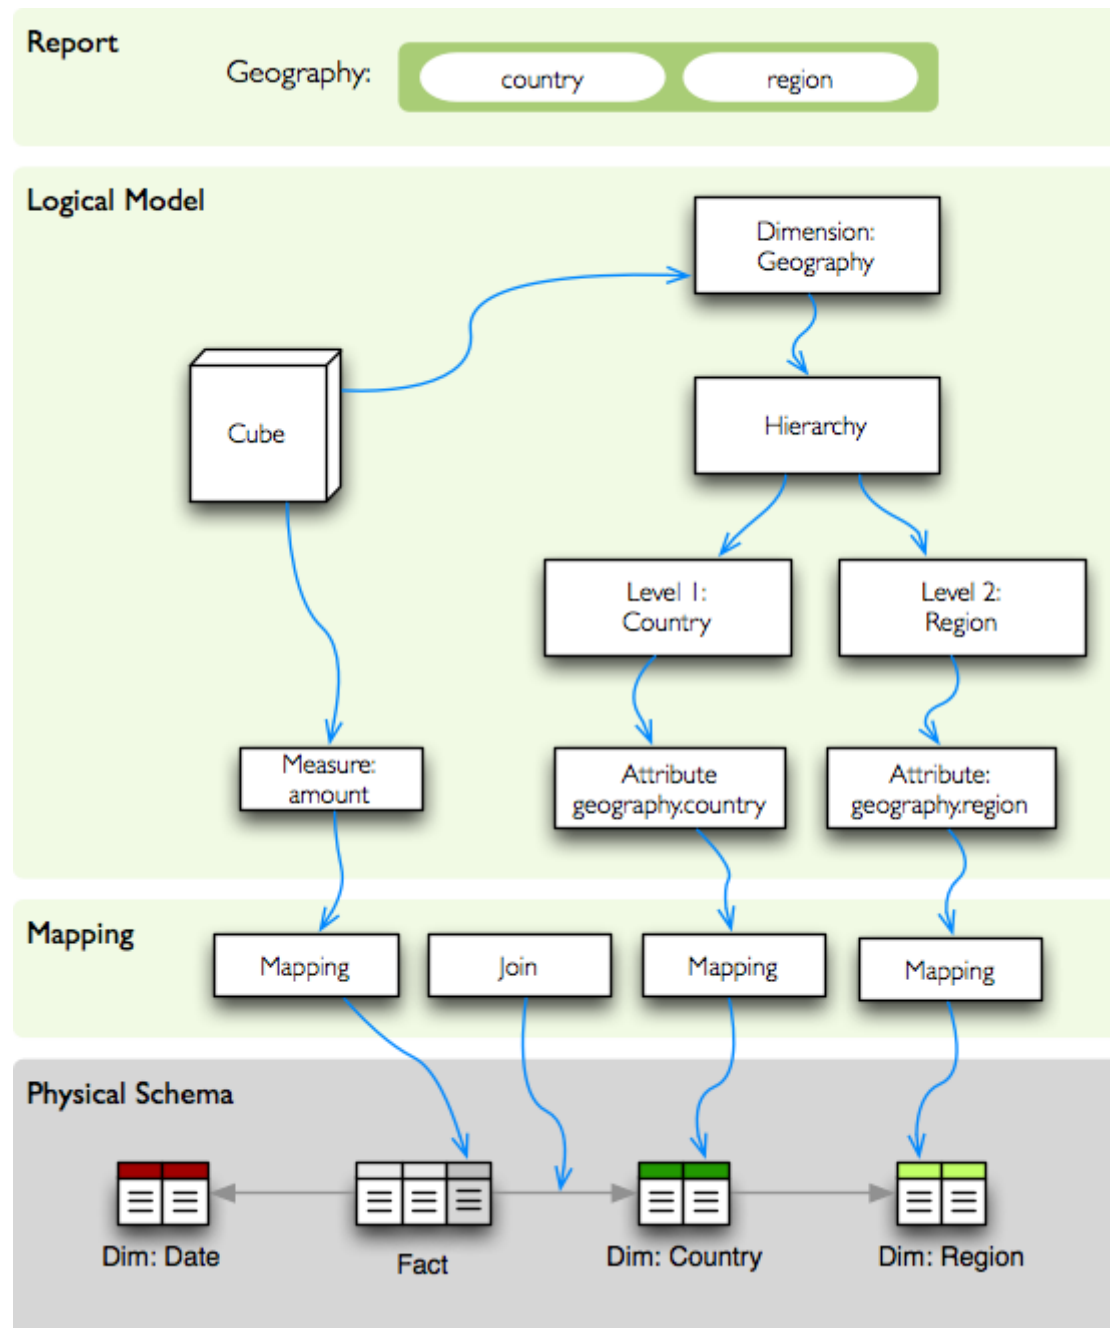 Report
Geography:
country
region
Logical Model
Dimension:
Geography
Cube
Hierarchy
Level 1:
Country
Level 2:
Region
Measure:
amount
Attribute
geography.country
Attribute:
geography.region
Mapping
Mapping
Join
Mapping
Mapping
Physical Schema
Dim: Date
Fact
Dim: Country
Dim: Region